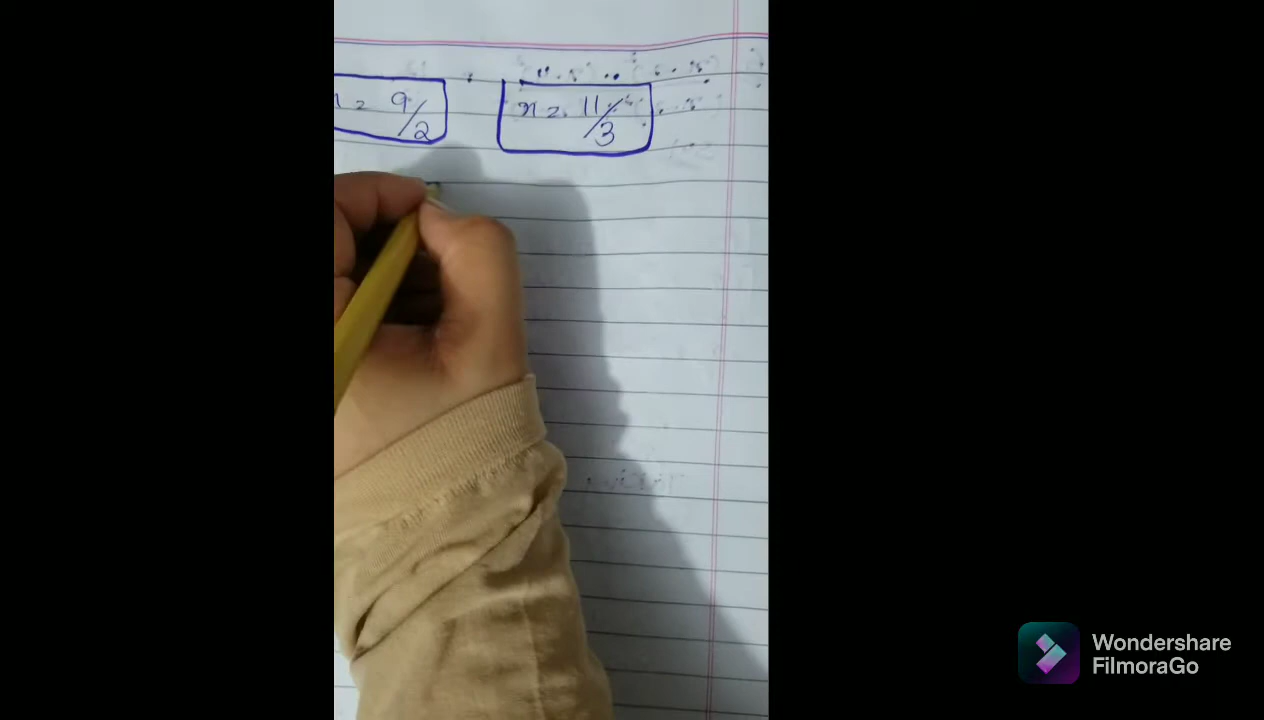 x = 9/2 x = 11/3
Wondershare
FilmoraGo